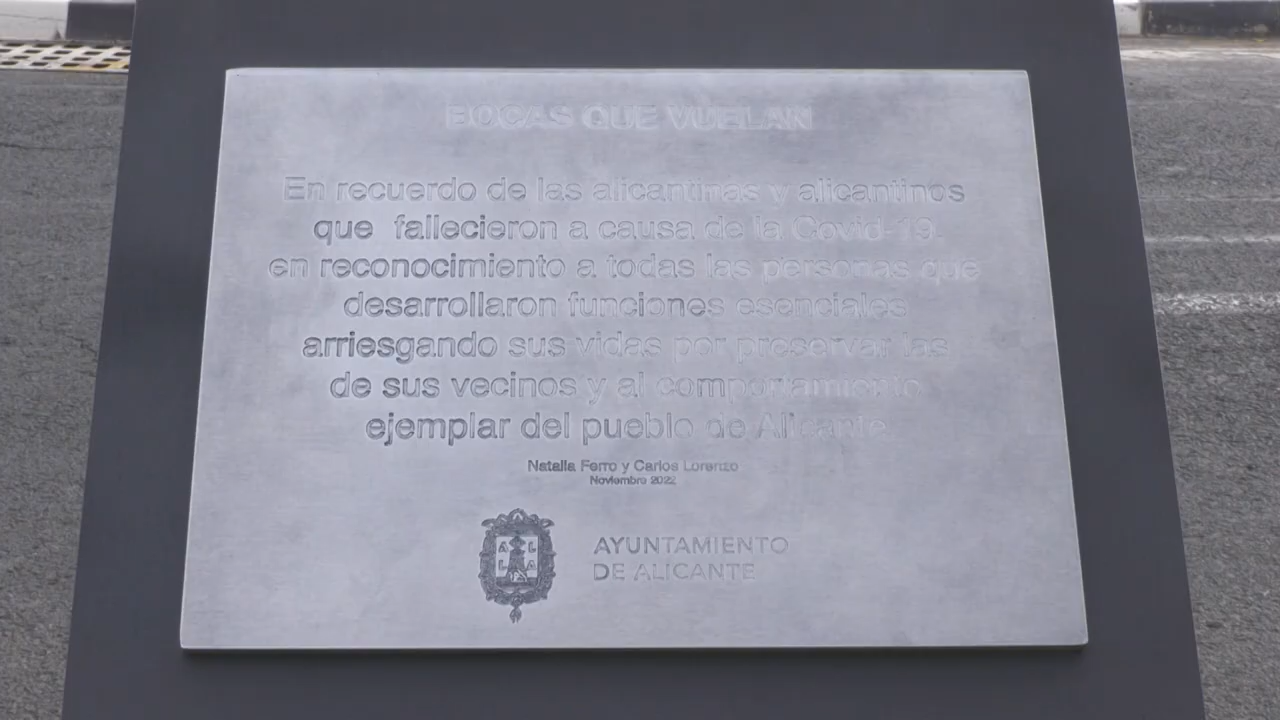 BOCAS QUE VUELAN
En recuerdo de las alicantinas y alicantinos
que fallecieron a causa de la Covid-19,
en reconocimiento a todas las personas que
desarrollaron funciones esenciales
arriesgando sus vidas por preservar las
de sus vecinos y al comportamiento
ejemplar del pueblo de Alicante
Natalia Ferro y Carlos Lorenzo
Noviembre 2022
A L
L A
AYUNTAMIENTO
DE ALICANTE